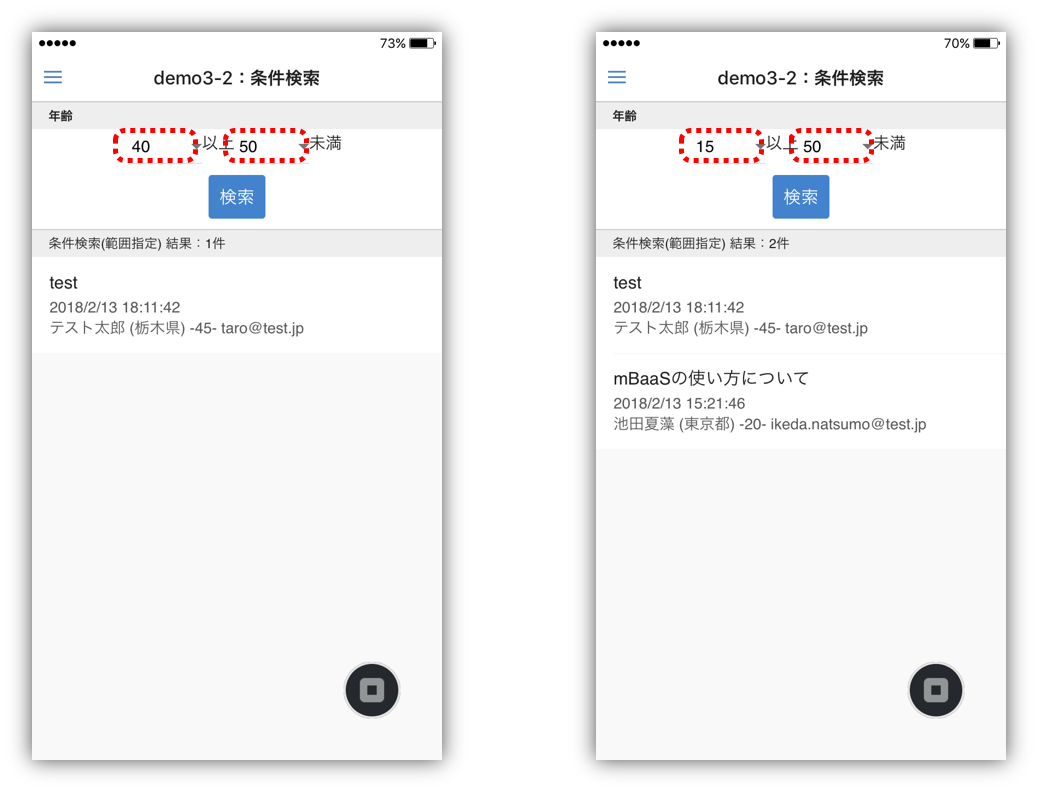 73%
demo3-2：条件検索
年齢
40 以上 50 未満
検索
条件検索(範囲指定) 結果：1件
test
2018/2/13 18:11:42
テスト太郎 (栃木県) -45- taro@test.jp
70%
demo3-2：条件検索
年齢
15 以上 50 未満
検索
条件検索(範囲指定) 結果：2件
test
2018/2/13 18:11:42
テスト太郎 (栃木県) -45- taro@test.jp
mBaaSの使い方について
2018/2/13 15:21:46
池田夏藻 (東京都) -20- ikeda.natsumo@test.jp